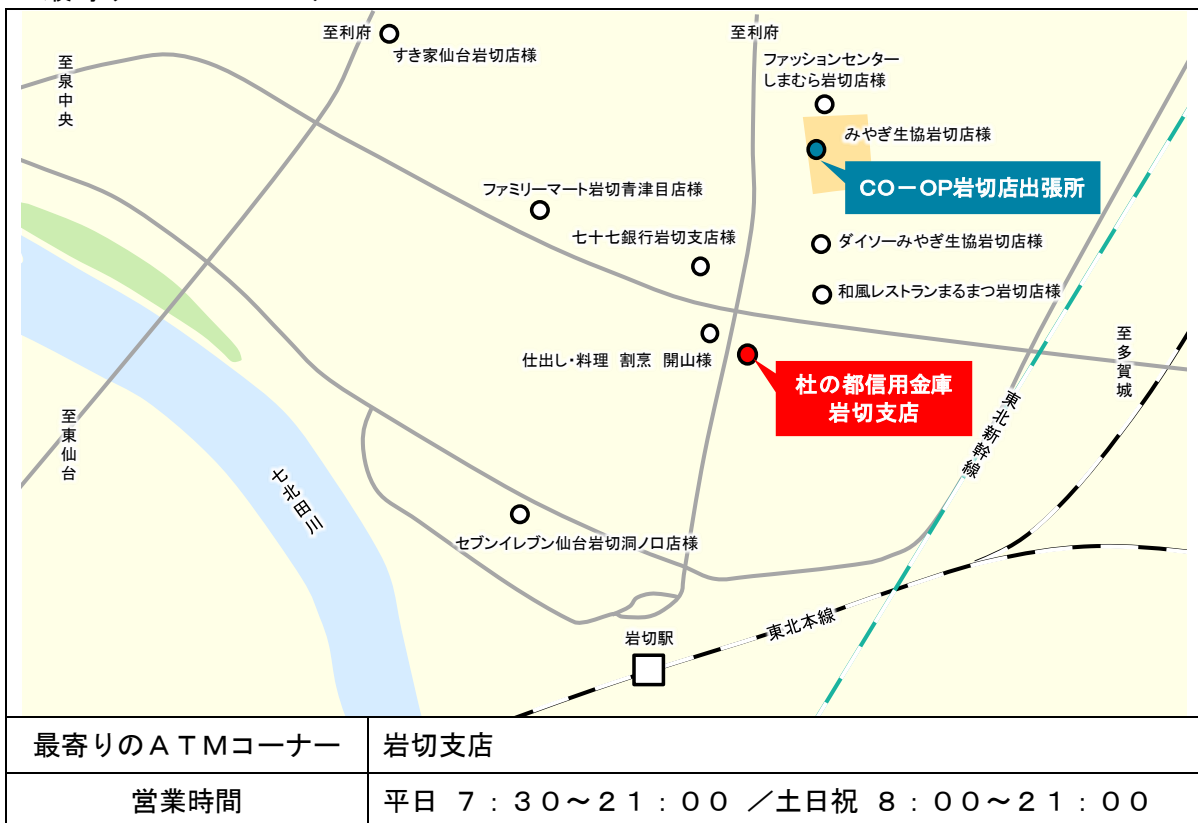 至利府
すき家仙台岩切店様
至利府
ファッションセンター
しまむら岩切店様
至泉中央
みやぎ生協岩切店様
CO－OP岩切店出張所
ファミリーマート岩切青津目店様
七十七銀行岩切支店様
ダイソーみやぎ生協岩切店様
和風レストランまるまつ岩切店様
仕出し・料理　割烹　開山様
至多賀城
杜の都信用金庫
岩切支店
至東仙台
東北新幹線
七北田川
セブンイレブン仙台岩切洞ノ口店様
東北本線
岩切駅
最寄りのＡＴＭコーナー
岩切支店
営業時間
平日 ７：３０～２１：００ ／土日祝 ８：００～２１：００